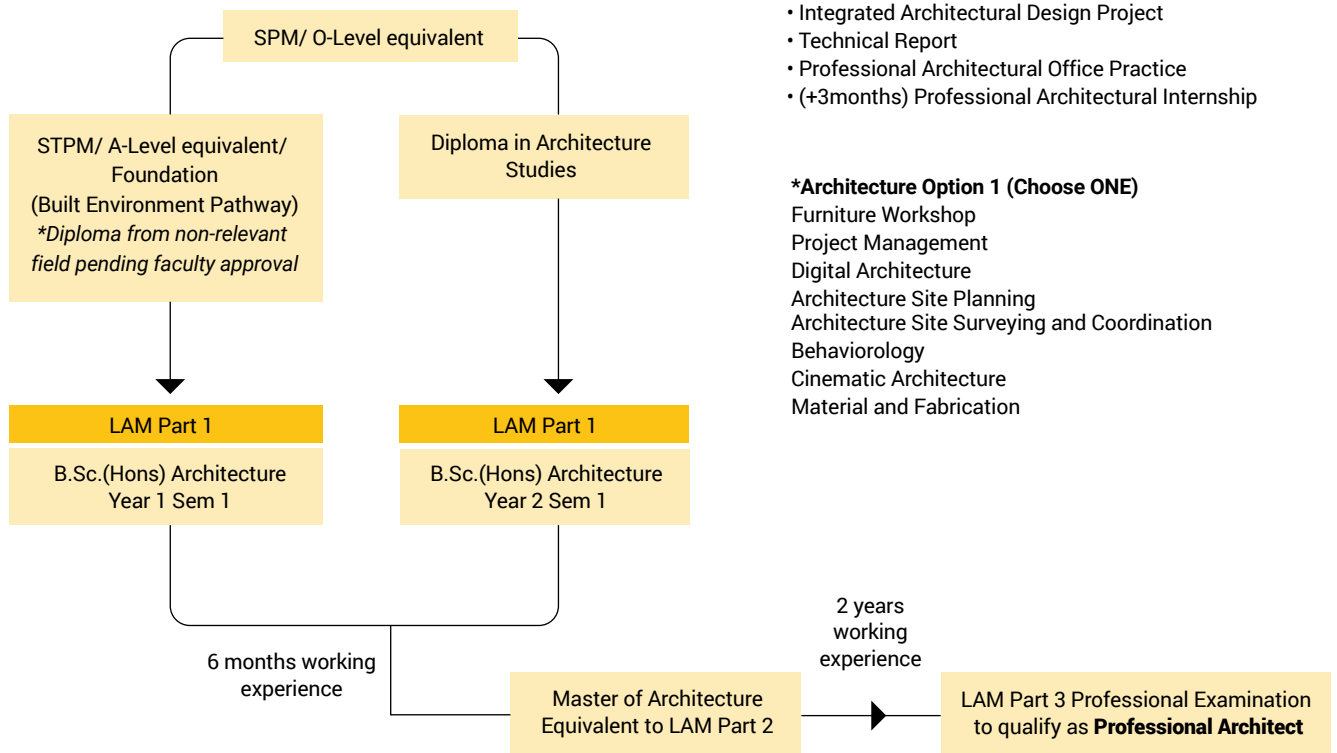 SPM/ O-Level equivalent
STPM/ A-Level equivalent/
Foundation
(Built Environment Pathway)
*Diploma from non-relevant
field pending faculty approval
Diploma in Architecture
Studies
LAM Part 1
B.Sc.(Hons) Architecture
Year 1 Sem 1
LAM Part 1
B.Sc.(Hons) Architecture
Year 2 Sem 1
6 months working
experience
Master of Architecture
Equivalent to LAM Part 2
2 years
working
experience
LAM Part 3 Professional Examination
to qualify as Professional Architect
• Integrated Architectural Design Project
• Technical Report
• Professional Architectural Office Practice
• (+3months) Professional Architectural Internship
*Architecture Option 1 (Choose ONE)
Furniture Workshop
Project Management
Digital Architecture
Architecture Site Planning
Architecture Site Surveying and Coordination
Behaviorology
Cinematic Architecture
Material and Fabrication